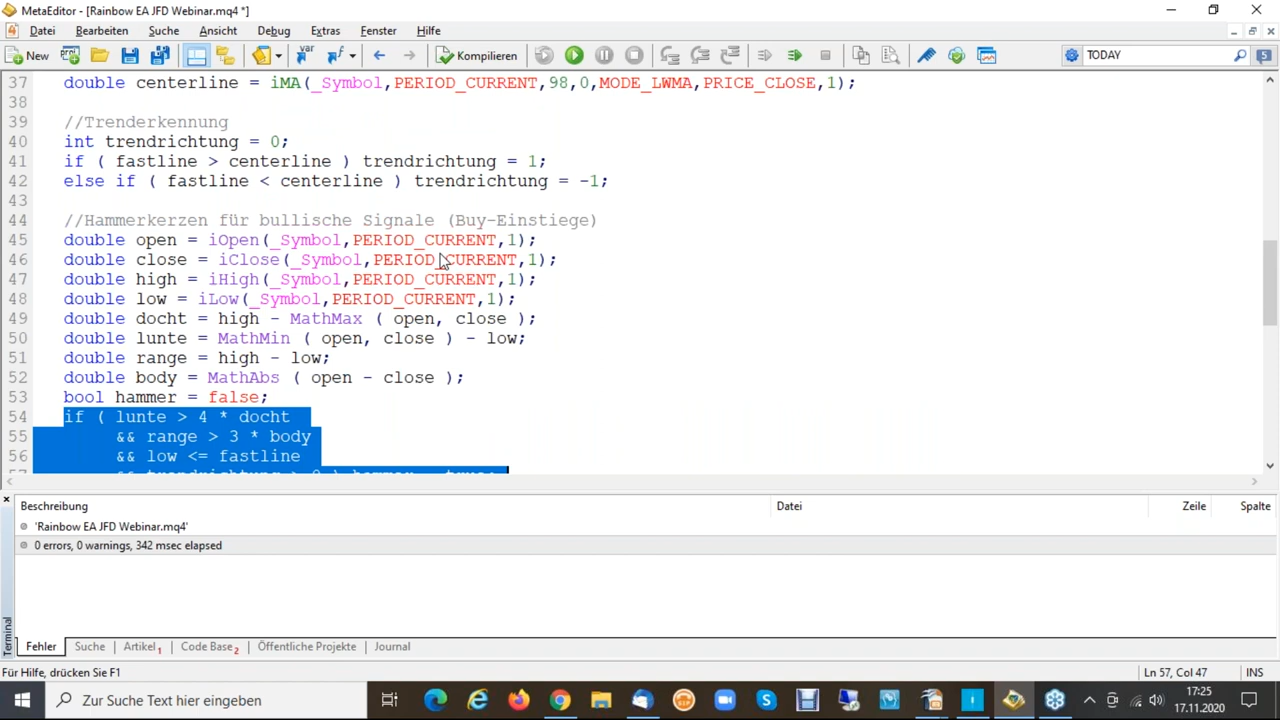 MetaEditor - [Rainbow EA JFD Webinar.mq4 *]
Datei Bearbeiten Suche Ansicht Debug Extras Fenster Hilfe
New var Kompilieren TODAY 5
37 double centerline = iMA(_Symbol,PERIOD_CURRENT,98,0,MODE_LWMA,PRICE_CLOSE,1);
38
39 //Trenderkennung
40 int trendrichtung = 0;
41 if ( fastline > centerline ) trendrichtung = 1;
42 else if ( fastline < centerline ) trendrichtung = -1;
43
44 //Hammerkerzen für bullische Signale (Buy-Einstiege)
45 double open = iOpen(_Symbol,PERIOD_CURRENT,1);
46 double close = iClose(_Symbol,PERIOD_CURRENT,1);
47 double high = iHigh(_Symbol,PERIOD_CURRENT,1);
48 double low = iLow(_Symbol,PERIOD_CURRENT,1);
49 double docht = high - MathMax ( open, close );
50 double lunte = MathMin ( open, close ) - low;
51 double range = high - low;
52 double body = MathAbs ( open - close );
53 bool hammer = false;
54 if ( lunte > 4 * docht
55 && range > 3 * body
56 && low <= fastline
57 && trendrichtung > 0 ) hammer = true;
Beschreibung Datei Zeile Spalte
'Rainbow EA JFD Webinar.mq4'
0 errors, 0 warnings, 342 msec elapsed
Terminal
Fehler Suche Artikel 1 Code Base 2 Öffentliche Projekte Journal
Für Hilfe, drücken Sie F1 Ln 57, Col 47 INS
Zur Suche Text hier eingeben
17:25
17.11.2020